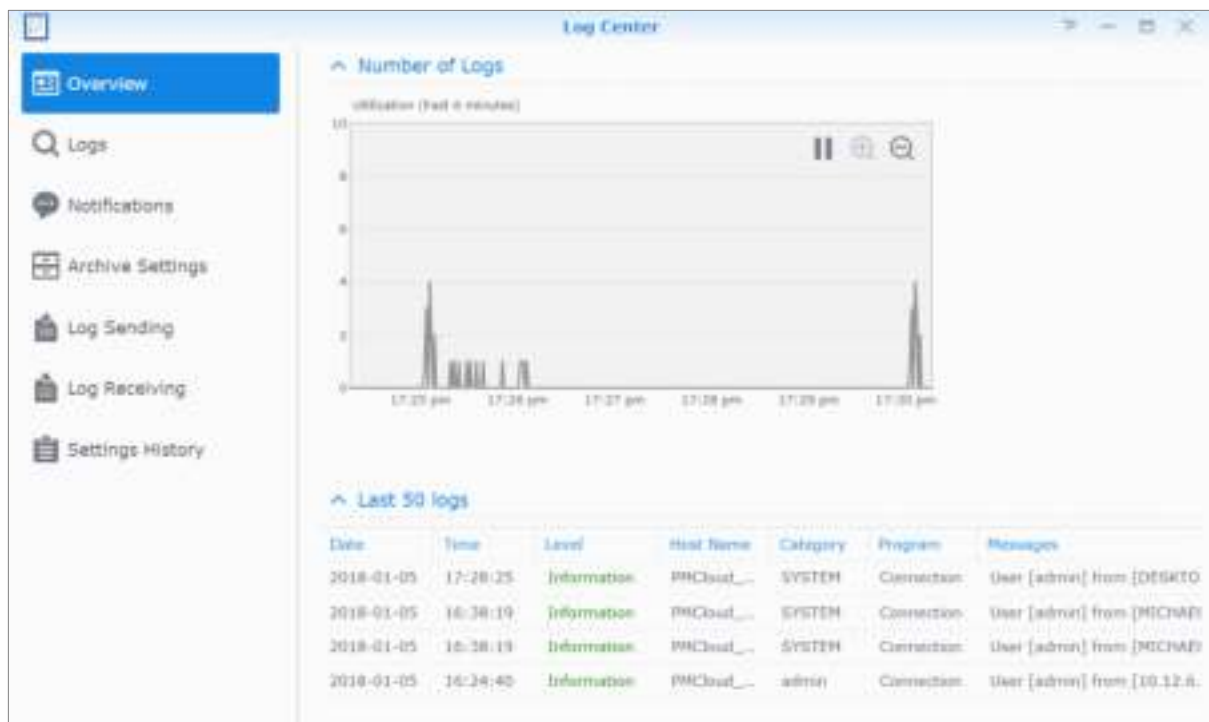 Log Center
Overview
Logs
Notifications
Archive Settings
Log Sending
Log Receiving
Settings History
Number of Logs
10
8
6
4
2
0
17:25 pm 17:26 pm 17:27 pm 17:28 pm 17:29 pm 17:30 pm
Last 50 logs
Date Time Level Host Name Category Program Messages
2018-01-05 17:28:25 Information PMCloud_... SYSTEM Connection User [admin] from [DESKTO
2018-01-05 16:38:19 Information PMCloud_... SYSTEM Connection User [admin] from [MICHAE
2018-01-05 16:38:19 Information PMCloud_... SYSTEM Connection User [admin] from [MICHAE
2018-01-05 16:24:40 Information PMCloud_... admin Connection User [admin] from [10.12.6.